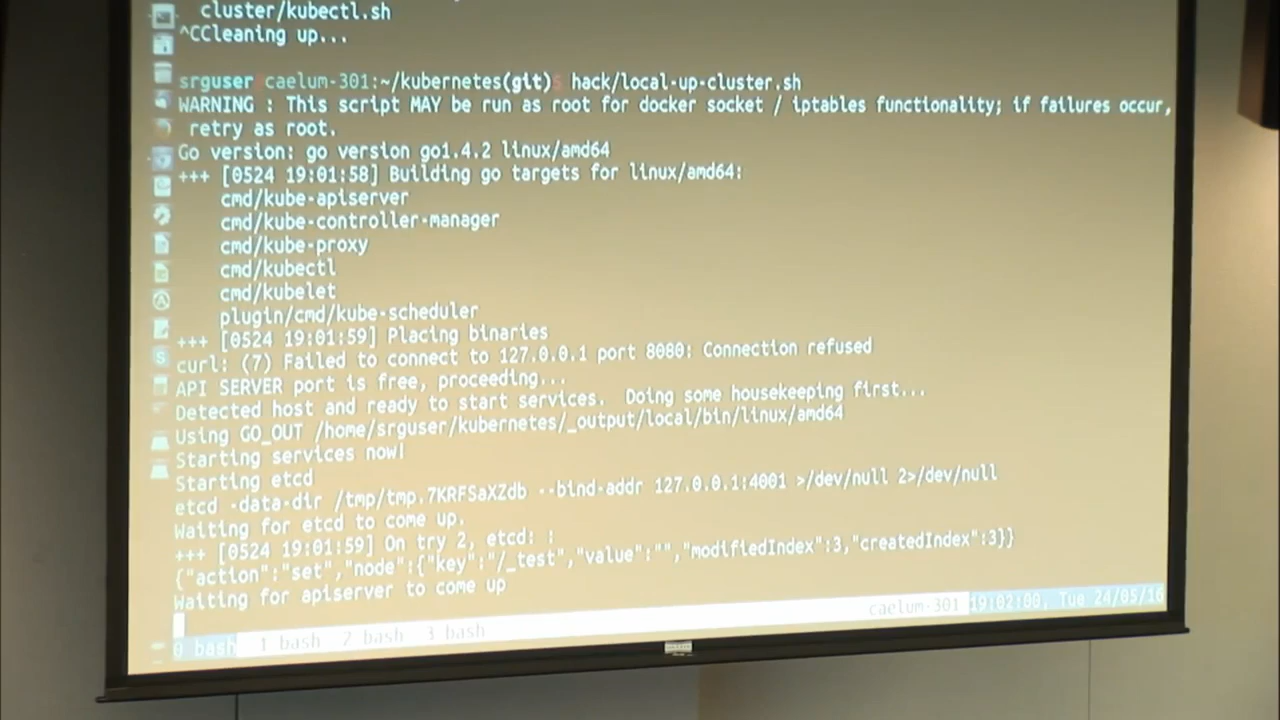 cluster/kubectl.sh
^CCleaning up...
srguser caelum-301:~/kubernetes(git)$ hack/local-up-cluster.sh
WARNING : This script MAY be run as root for docker socket / iptables functionality; if failures occur,
retry as root.
Go version: go version go1.4.2 linux/amd64
+++ [0524 19:01:58] Building go targets for linux/amd64:
cmd/kube-apiserver
cmd/kube-controller-manager
cmd/kube-proxy
cmd/kubectl
cmd/kubelet
plugin/cmd/kube-scheduler
+++ [0524 19:01:59] Placing binaries
curl: (7) Failed to connect to 127.0.0.1 port 8080: Connection refused
API SERVER port is free, proceeding...
Detected host and ready to start services.  Doing some housekeeping first...
Using GO_OUT /home/srguser/kubernetes/_output/local/bin/linux/amd64
Starting services now!
Starting etcd
etcd -data-dir /tmp/tmp.7KRFSaXZdb --bind-addr 127.0.0.1:4001 >/dev/null 2>/dev/null
Waiting for etcd to come up.
+++ [0524 19:01:59] On try 2, etcd: :
{"action":"set","node":{"key":"/_test","value":"","modifiedIndex":3,"createdIndex":3}}
Waiting for apiserver to come up
0 bash 1 bash 2 bash 3 bash caelum-301 19:02:00, Tue 24/05/16